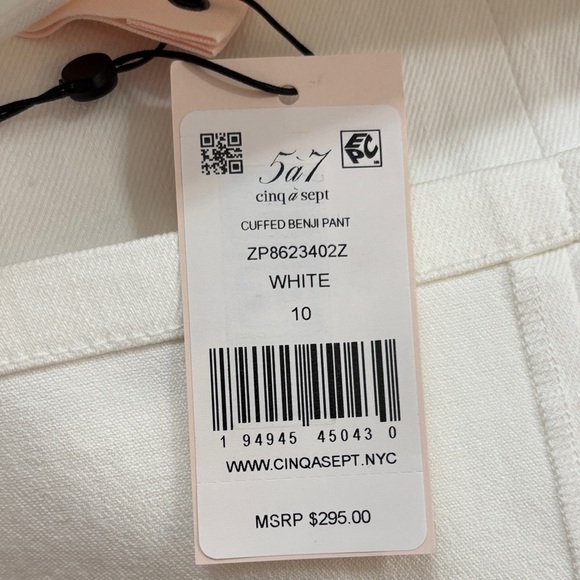 5à7
EPC
cinq à sept
CUFFED BENJI PANT
ZP8623402Z
WHITE
10
1 94945 45043 0
WWW.CINQASEPT.NYC
MSRP $295.00